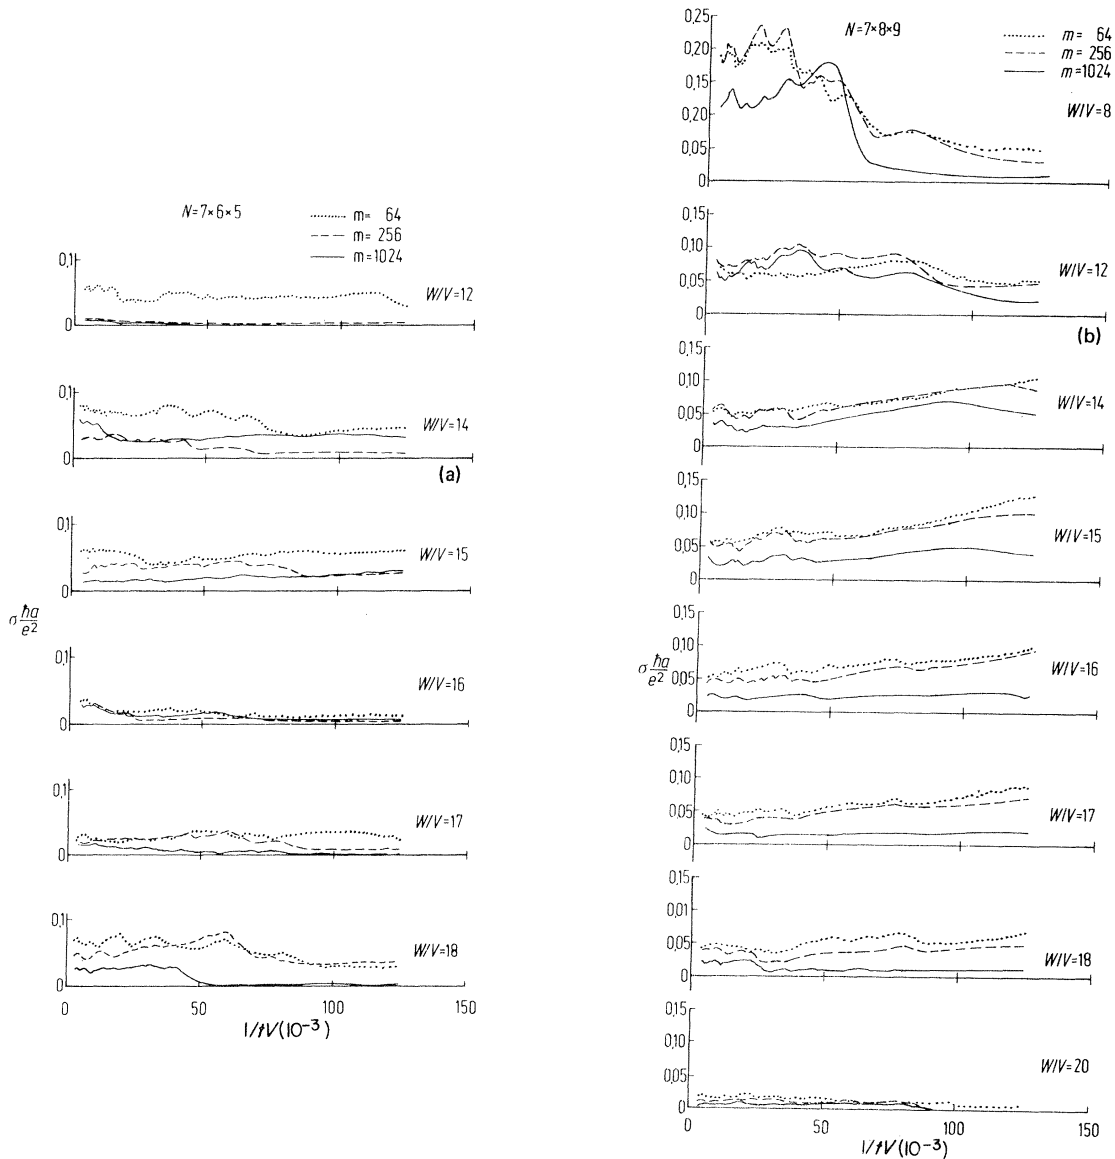 N=7×6×5
m= 64
m= 256
m=1024
0,1
0
W/V=12
0,1
0
W/V=14
(a)
0,1
0
W/V=15
σ ħa/e²
0,1
0
W/V=16
0,1
0
W/V=17
0,1
0
W/V=18
0 50 100 150
1/tV(10⁻³)
N=7×8×9
m= 64
m= 256
m=1024
0,25
0,20
0,15
0,20
0,05
0
W/V=8
0,15
0,10
0,05
0
W/V=12
(b)
0,15
0,10
0,05
0
W/V=14
0,15
0,10
0,05
0
W/V=15
0,15
0,10
0,05
0
σ ħa/e²
W/V=16
0,15
0,10
0,05
0
W/V=17
0,15
0,10
0,05
0
W/V=18
0,15
0,10
0,05
0
W/V=20
0 50 100 150
1/tV(10⁻³)